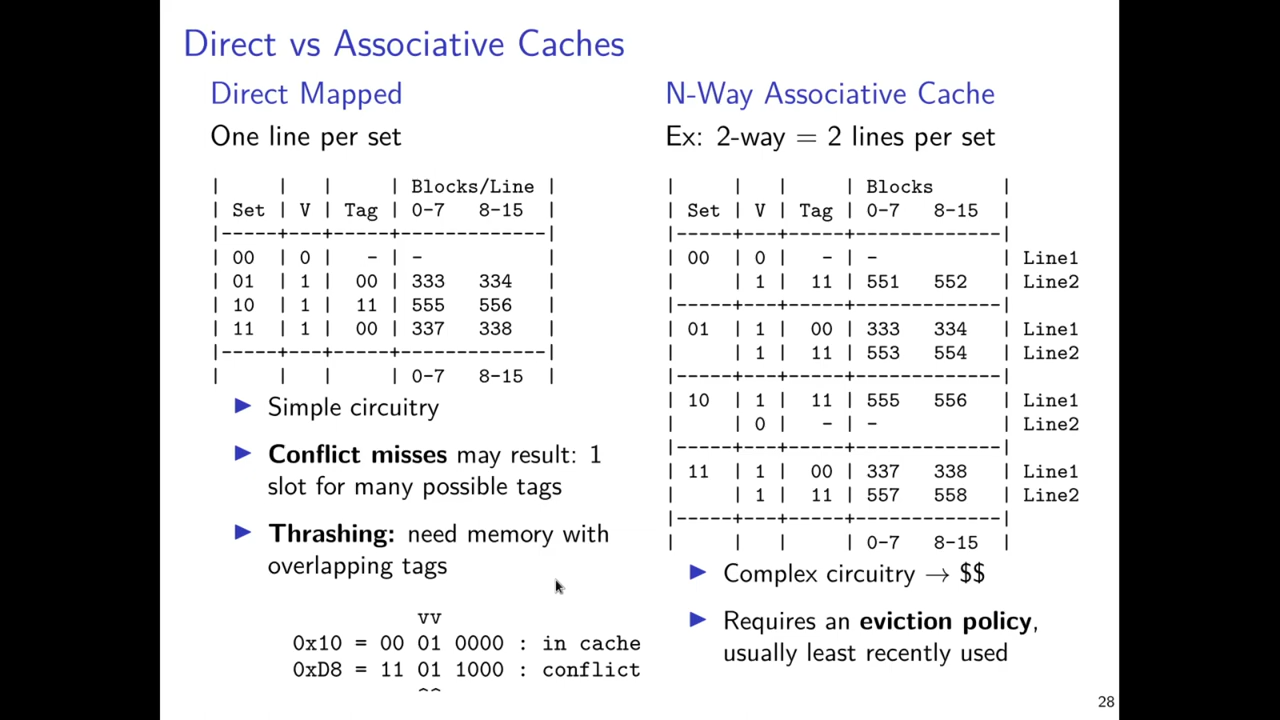 Direct vs Associative Caches
Direct Mapped
One line per set
|     |   |     | Blocks/Line |
| Set | V | Tag | 0-7   8-15  |
|-----+---+-----+-------------|
| 00  | 0 |   - | -           |
| 01  | 1 |  00 | 333   334   |
| 10  | 1 |  11 | 555   556   |
| 11  | 1 |  00 | 337   338   |
|-----+---+-----+-------------|
|     |   |     | 0-7   8-15  |
▶ Simple circuitry
▶ Conflict misses may result: 1
slot for many possible tags
▶ Thrashing: need memory with
overlapping tags
vv
0x10 = 00 01 0000 : in cache
0xD8 = 11 01 1000 : conflict
^^
N-Way Associative Cache
Ex: 2-way = 2 lines per set
|     |   |     | Blocks      |
| Set | V | Tag | 0-7   8-15  |
|-----+---+-----+-------------|
| 00  | 0 |   - | -           | Line1
|     | 1 |  11 | 551   552   | Line2
|-----+---+-----+-------------|
| 01  | 1 |  00 | 333   334   | Line1
|     | 1 |  11 | 553   554   | Line2
|-----+---+-----+-------------|
| 10  | 1 |  11 | 555   556   | Line1
|     | 0 |   - | -           | Line2
|-----+---+-----+-------------|
| 11  | 1 |  00 | 337   338   | Line1
|     | 1 |  11 | 557   558   | Line2
|-----+---+-----+-------------|
|     |   |     | 0-7   8-15  |
▶ Complex circuitry → $$
▶ Requires an eviction policy,
usually least recently used
28